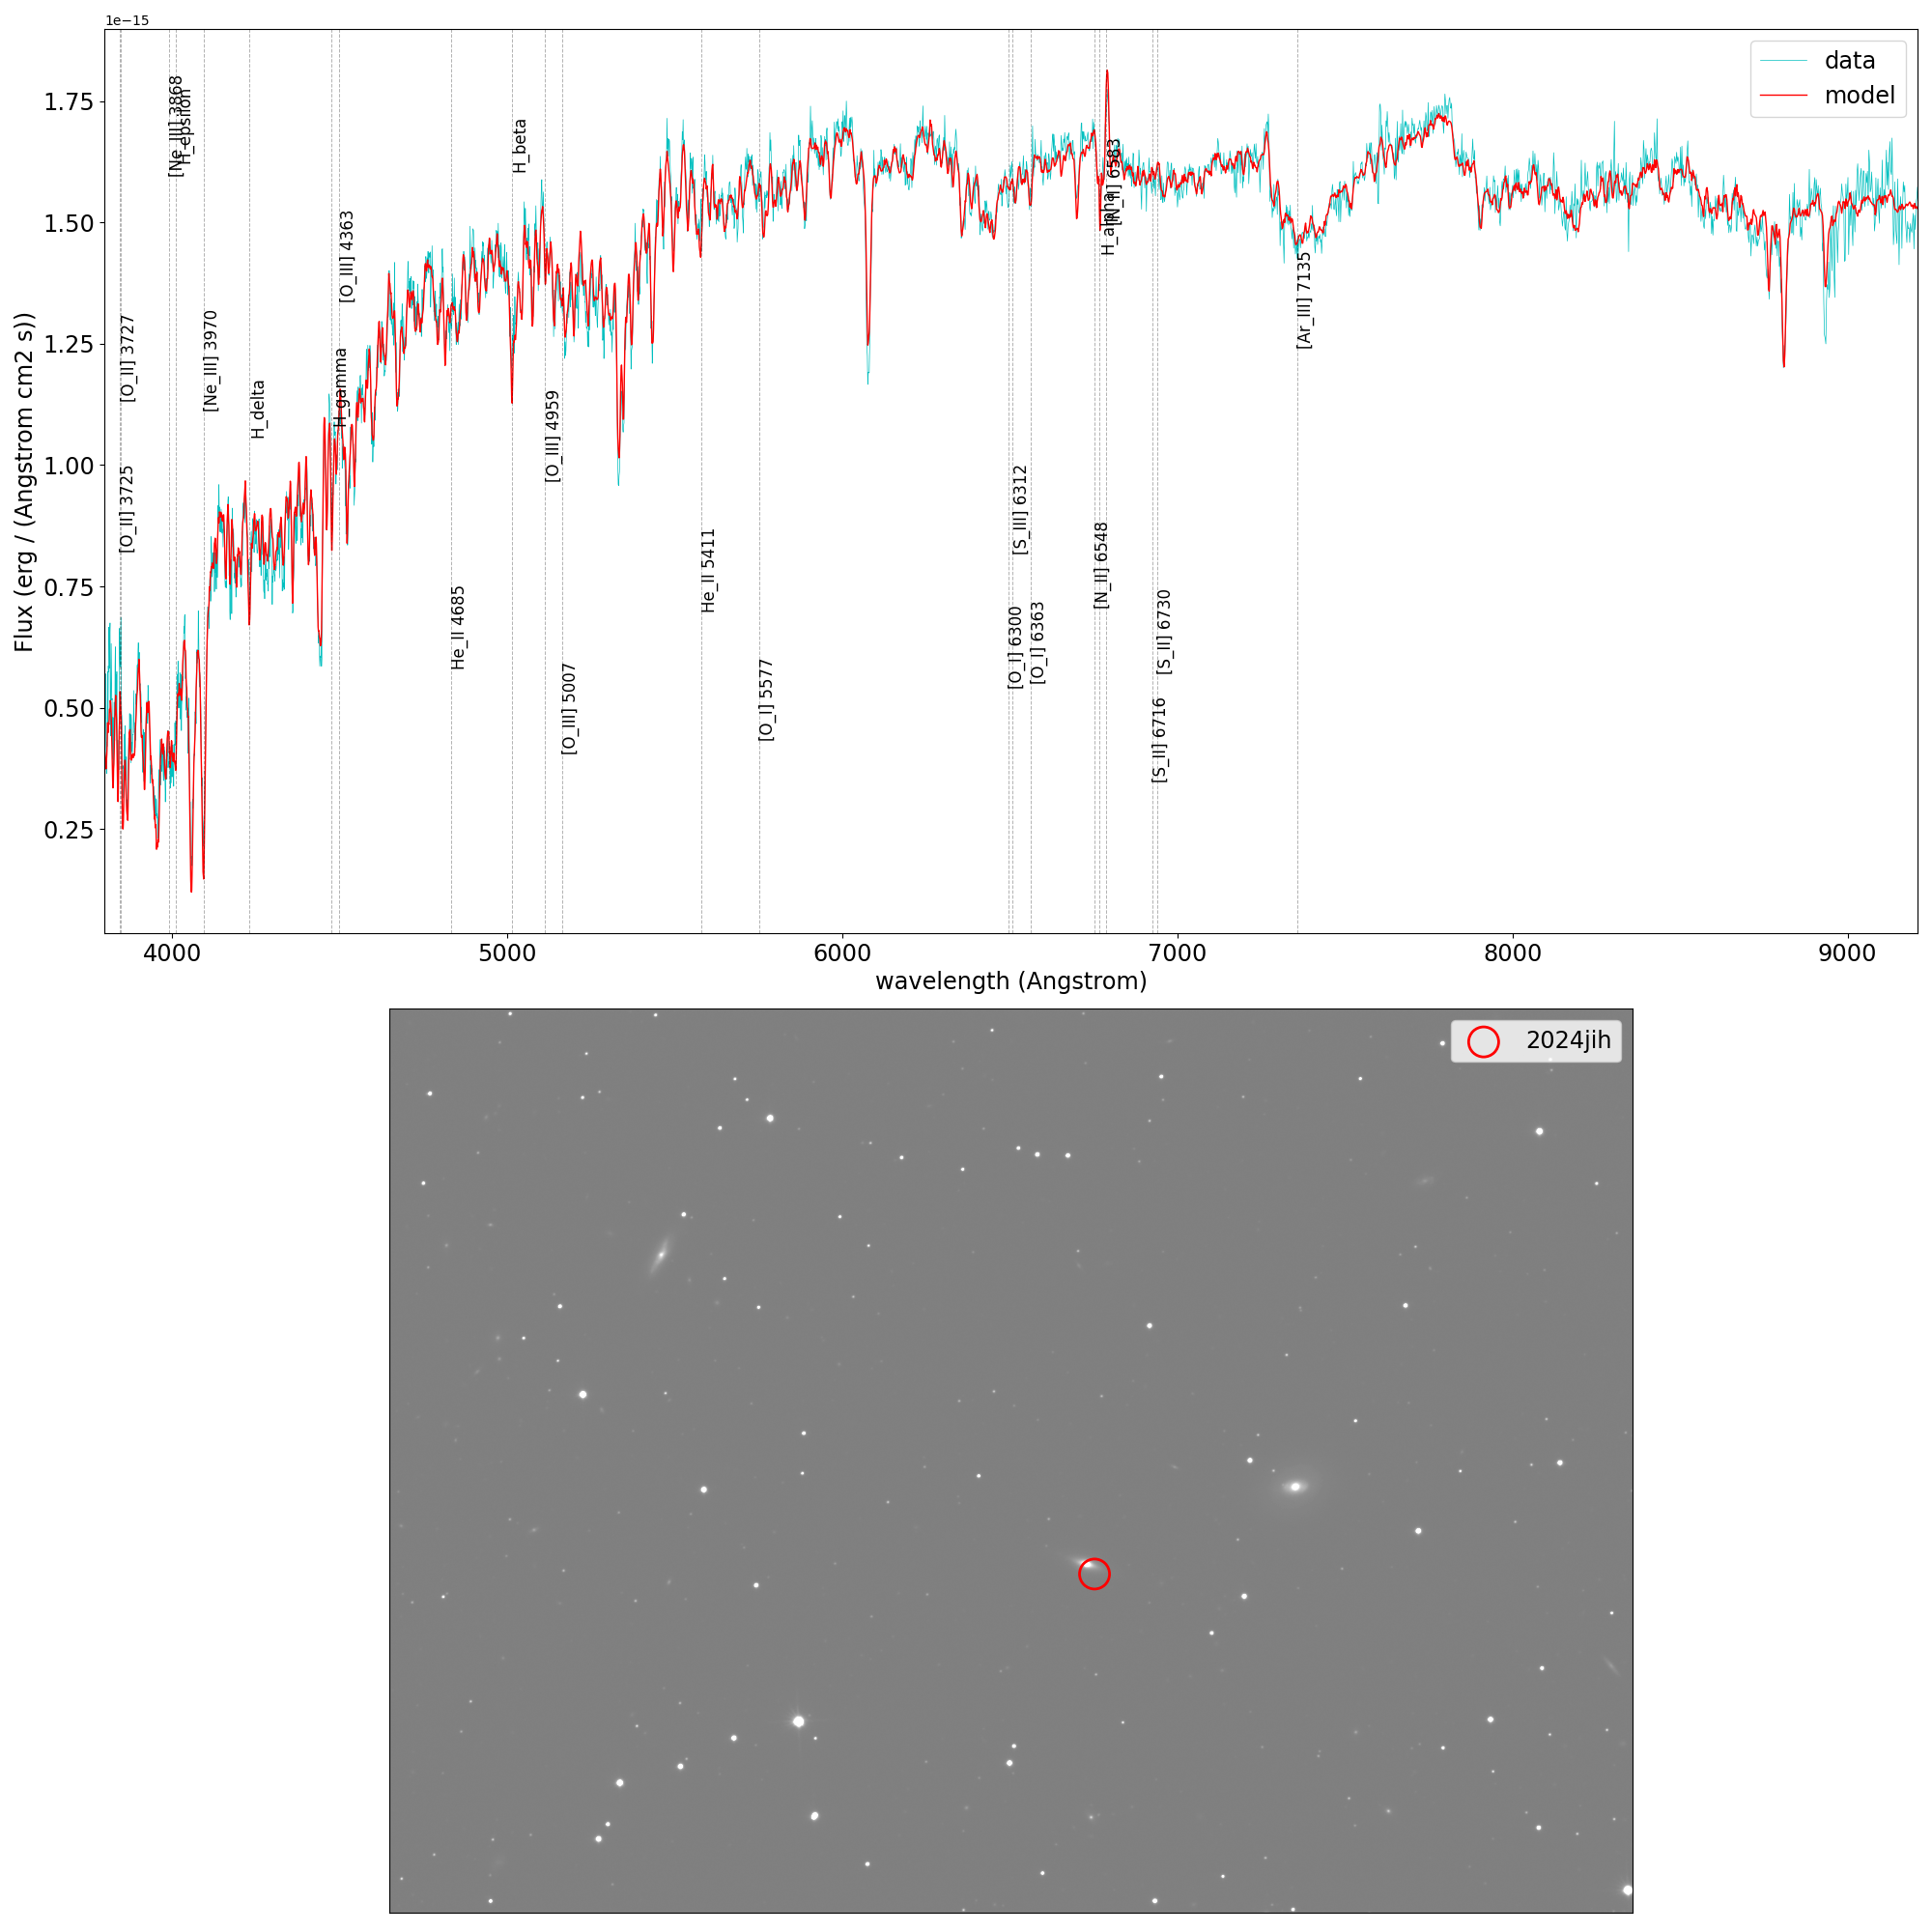 1e−15
data
model
1.75
1.50
1.25
1.00
0.75
0.50
0.25
Flux (erg / (Angstrom cm2 s))
[O_II] 3725
[O_II] 3727
[Ne_III] 3868
H_epsilon
[Ne_III] 3970
H_delta
H_gamma
[O_III] 4363
He_II 4685
H_beta
[O_III] 4959
[O_III] 5007
He_II 5411
[O_I] 5577
[O_I] 6300
[S_III] 6312
[O_I] 6363
[N_II] 6548
H_alpha
[N_II] 6583
[S_II] 6716
[S_II] 6730
[Ar_III] 7135
4000
5000
6000
7000
8000
9000
wavelength (Angstrom)
2024jih